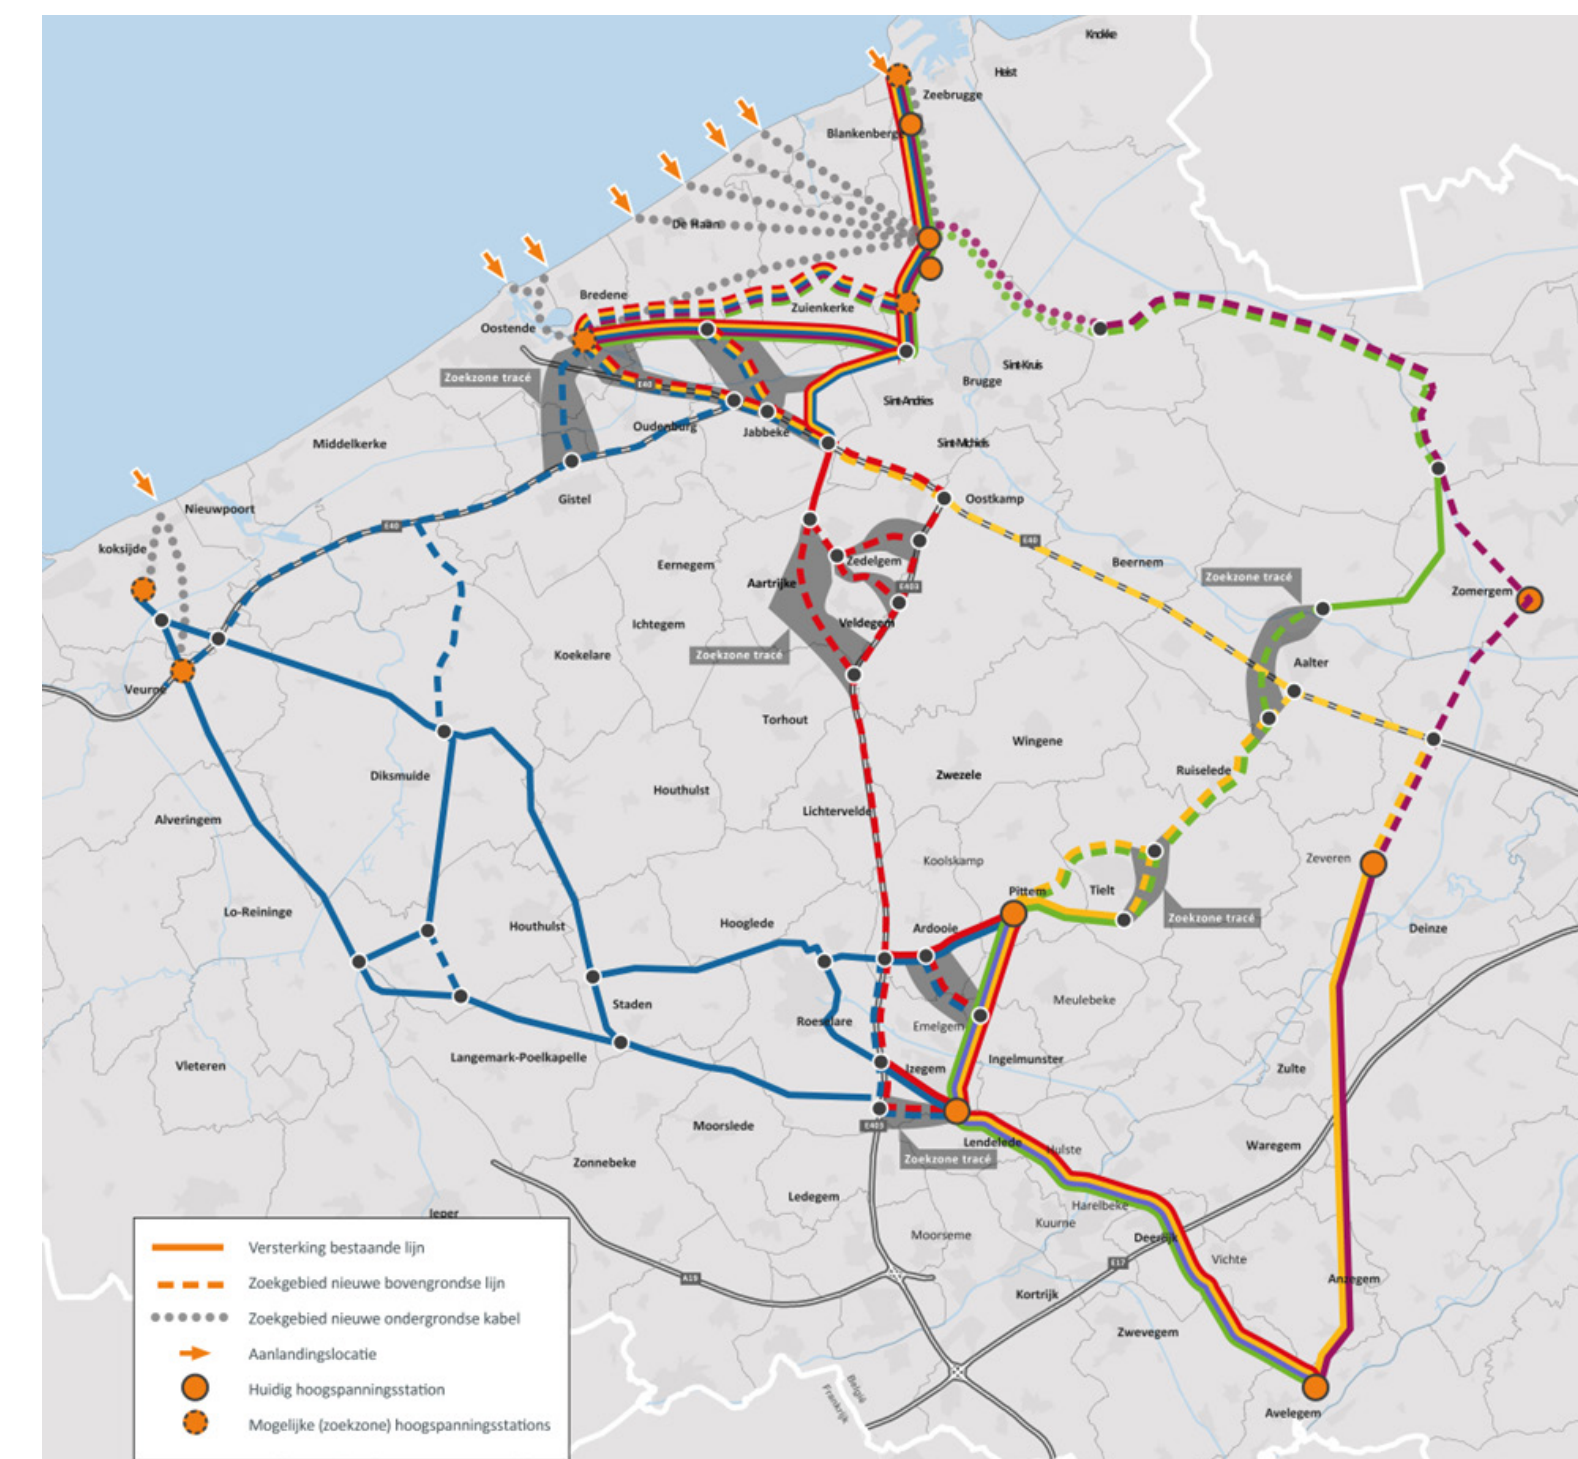 Knokke
Heist
Zeebrugge
Blankenberge
De Haan
Bredene
Zuienkerke
Oostende
Sint-Kruis
Zoekzone tracé
E40
Brugge
Sint-Andries
Oudenburg
Jabbeke
Middelkerke
Sint-Michiels
Gistel
Oostkamp
Nieuwpoort
E40
E40
koksijde
Eernegem
Zedelgem
Beernem
Aartrijke
E403
Zoekzone tracé
Zomergem
Ichtegem
Veldegem
Koekelare
Zoekzone tracé
Aalter
Veurne
Torhout
Wingene
Diksmuide
Zwezele
Ruiselede
Houthulst
Alveringem
Lichtervelde
Koolskamp
Zeveren
Pittem
Tielt
Lo-Reininge
Houthulst
Hooglede
Ardooie
Zoekzone tracé
Deinze
Staden
Meulebeke
Roeselare
Emelgem
Langemark-Poelkapelle
Ingelmunster
Vleteren
Izegem
Zulte
Moorslede
E403
Lendelede
Hulste
Waregem
Zonnebeke
Zoekzone tracé
Ledegem
Harelbeke
Ieper
Kuurne
Moorseme
Deerlijk
Vichte
E17
A19
Anzegem
Kortrijk
Zwevegem
België
Frankrijk
Avelegem
Versterking bestaande lijn
Zoekgebied nieuwe bovengrondse lijn
Zoekgebied nieuwe ondergrondse kabel
Aanlandingslocatie
Huidig hoogspanningsstation
Mogelijke (zoekzone) hoogspanningsstations